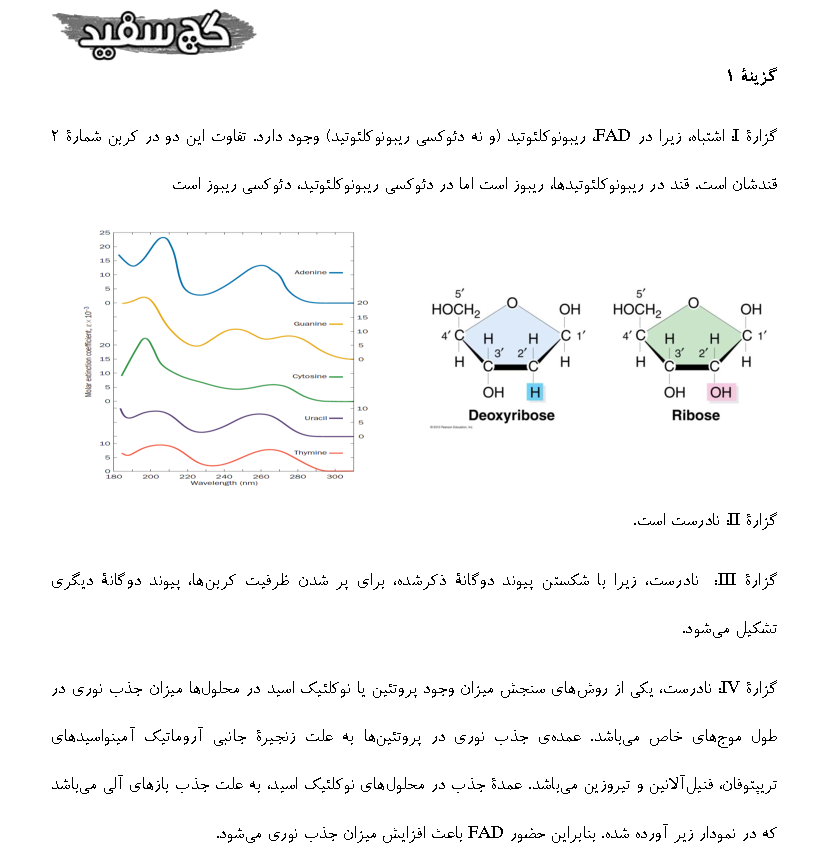 گچ سفید
گزینهٔ ۱
گزارهٔ I: اشتباه، زیرا در FAD، ریبونوکلئوتید (و نه دئوکسی ریبونوکلئوتید) وجود دارد. تفاوت این دو در کربن شمارهٔ ۲
قندشان است. قند در ریبونوکلئوتیدها، ریبوز است اما در دئوکسی ریبونوکلئوتید، دئوکسی ریبوز است
25
20
15
10
5
0
Adenine
20
15
10
5
0
Guanine
Molar extinction coefficient, ε × 10⁻³
20
15
10
5
0
Cytosine
10
5
0
Uracil
10
5
0
Thymine
180 200 220 240 260 280 300
Wavelength (nm)
5′
HOCH2 O OH
4′ C H H C 1′
H 3′ 2′ H
C C
OH H
Deoxyribose
5′
HOCH2 O OH
4′ C H H C 1′
H 3′ 2′ H
C C
OH OH
Ribose
گزارهٔ II: نادرست است.
گزارهٔ III: نادرست، زیرا با شکستن پیوند دوگانهٔ ذکرشده، برای پر شدن ظرفیت کربن‌ها، پیوند دوگانهٔ دیگری
تشکیل می‌شود.
گزارهٔ IV: نادرست، یکی از روش‌های سنجش میزان وجود پروتئین یا نوکلئیک اسید در محلول‌ها میزان جذب نوری در
طول موج‌های خاص می‌باشد. عمده‌ی جذب نوری در پروتئین‌ها به علت زنجیرهٔ جانبی آروماتیک آمینواسیدهای
تریپتوفان، فنیل‌آلانین و تیروزین می‌باشد. عمدهٔ جذب در محلول‌های نوکلئیک اسید، به علت جذب بازهای آلی می‌باشد
که در نمودار زیر آورده شده. بنابراین حضور FAD باعث افزایش میزان جذب نوری می‌شود.